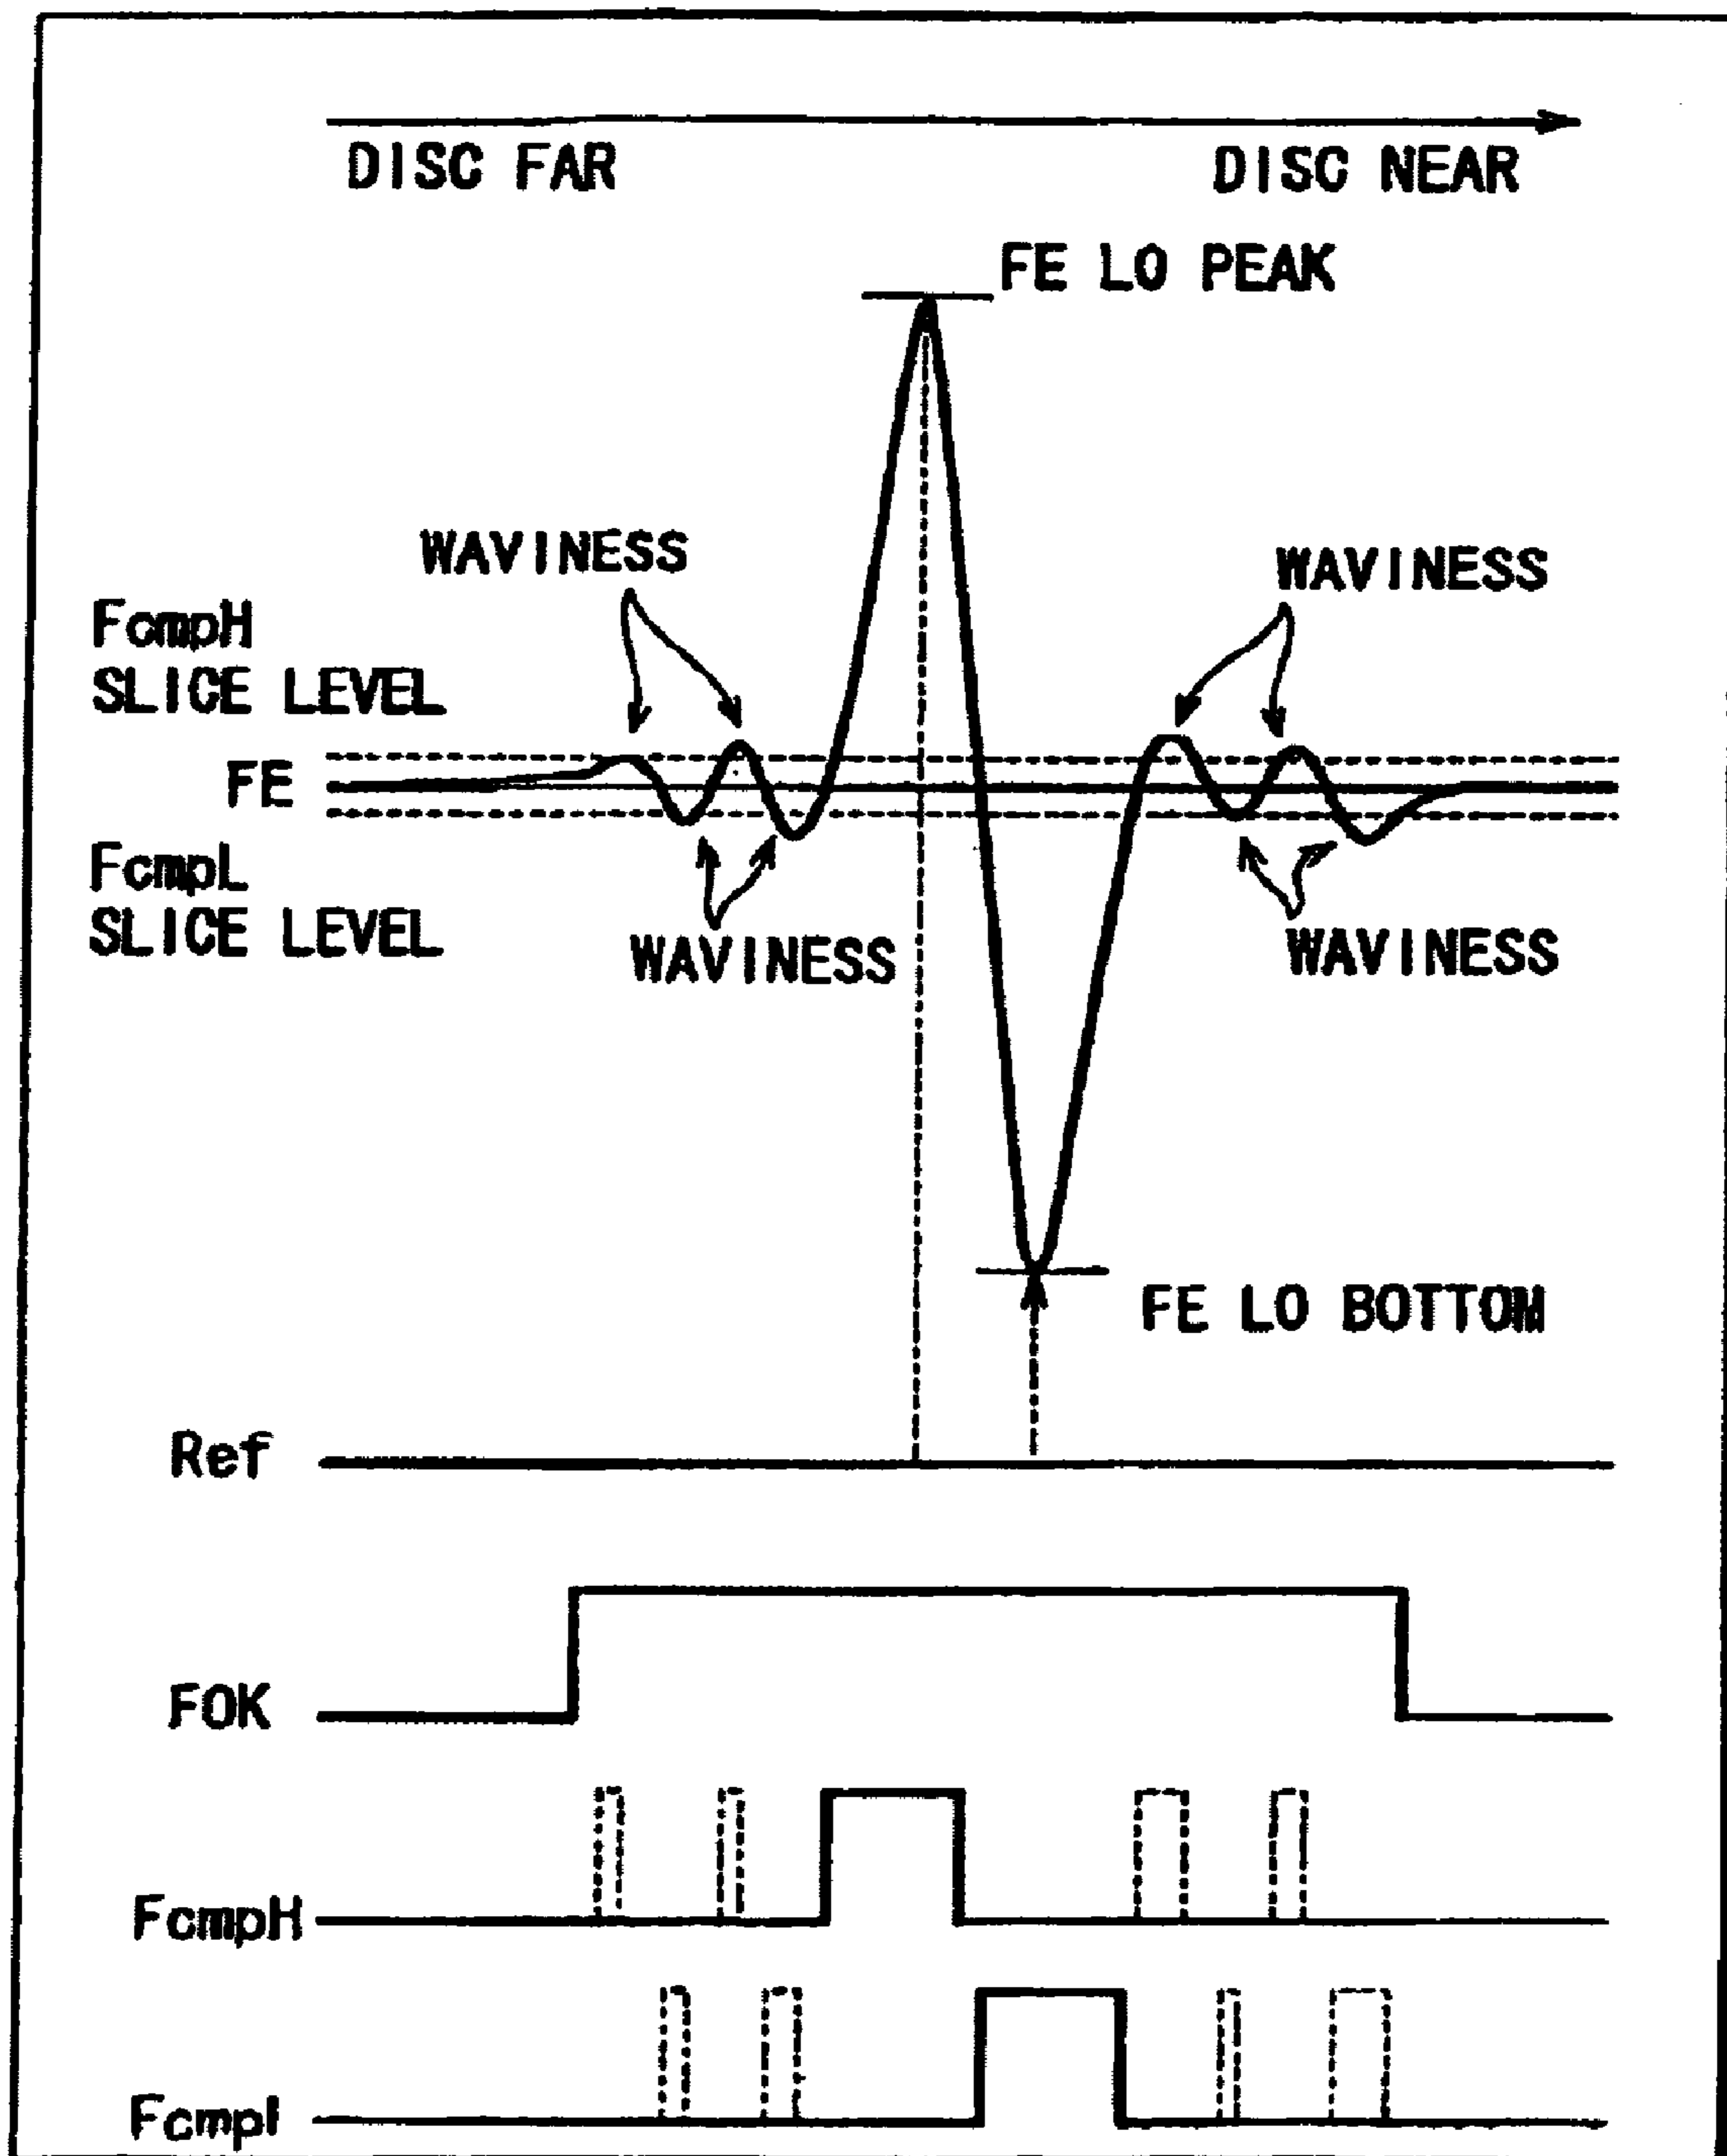 DISC FAR
DISC NEAR
FE LO PEAK
WAVINESS
WAVINESS
FcmpH
SLICE LEVEL
FE
FcmpL
SLICE LEVEL
WAVINESS
WAVINESS
FE LO BOTTOM
Ref
FOK
FcmpH
Fcmpl